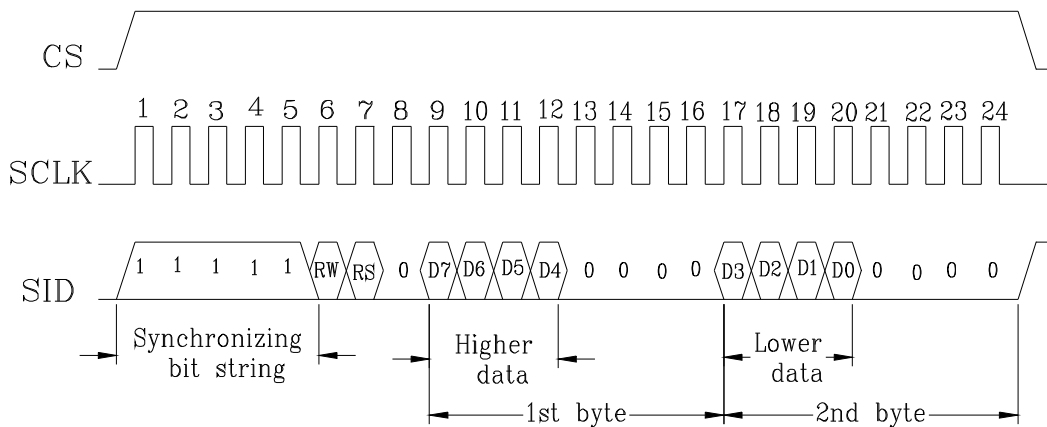 CS
1 2 3 4 5 6 7 8 9 10 11 12 13 14 15 16 17 18 19 20 21 22 23 24
SCLK
1 1 1 1 1 RW RS 0 D7 D6 D5 D4 0 0 0 0 D3 D2 D1 D0 0 0 0 0
SID
Synchronizing
bit string
Higher
data
Lower
data
1st byte
2nd byte